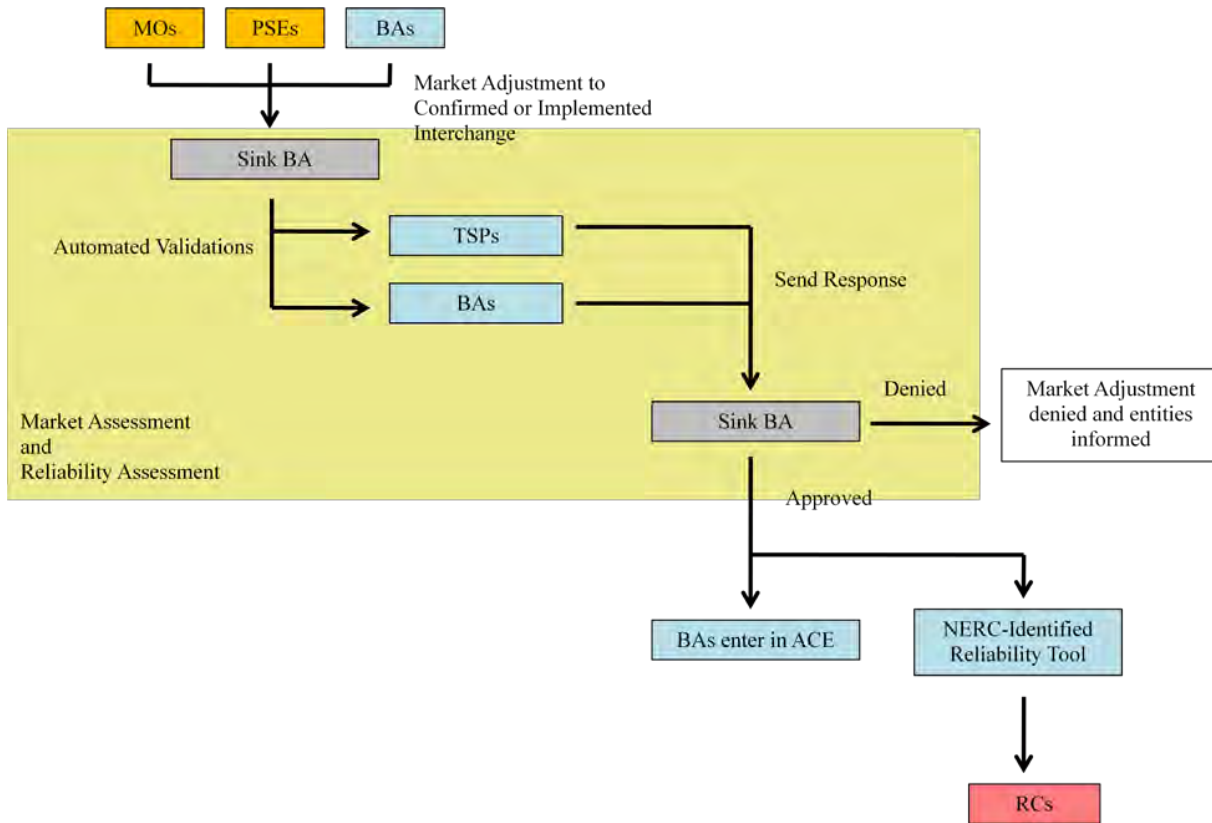 MOs
PSEs
BAs
Market Adjustment to
Confirmed or Implemented
Interchange
Sink BA
Automated Validations
TSPs
BAs
Send Response
Market Assessment
and
Reliability Assessment
Sink BA
Denied
Market Adjustment
denied and entities
informed
Approved
BAs enter in ACE
NERC-Identified
Reliability Tool
RCs